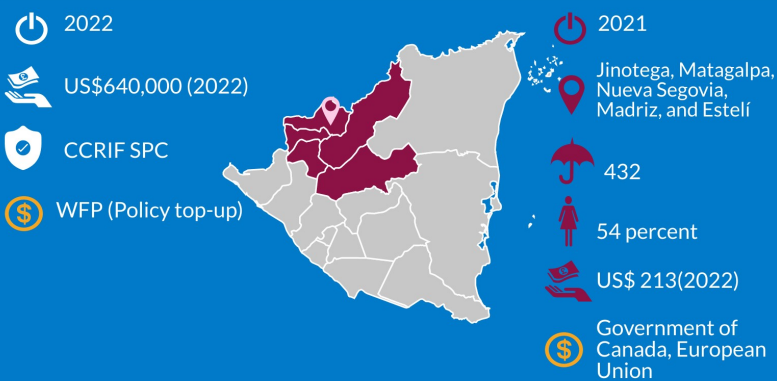 2022
US$640,000 (2022)
CCRIF SPC
WFP (Policy top-up)
2021
Jinotega, Matagalpa,
Nueva Segovia,
Madriz, and Estelí
432
54 percent
US$ 213(2022)
Government of
Canada, European
Union